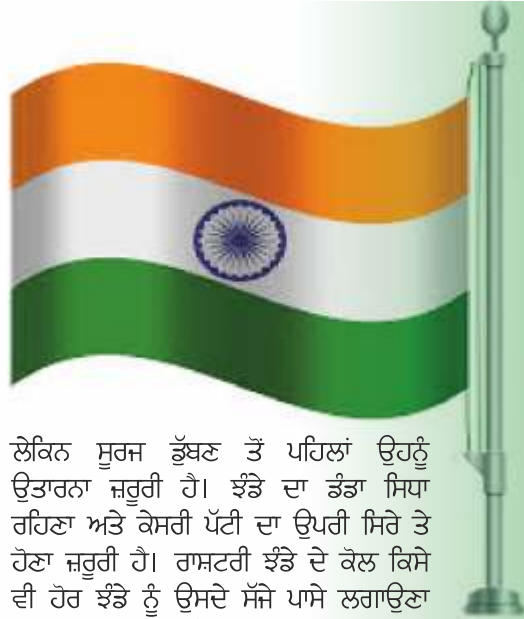 ਲੇਕਿਨ ਸੂਰਜ ਡੁੱਬਣ ਤੋਂ ਪਹਿਲਾਂ ਉਹਨੂੰ
ਉਤਾਰਨਾ ਜ਼ਰੂਰੀ ਹੈ। ਝੰਡੇ ਦਾ ਡੰਡਾ ਸਿਧਾ
ਰਹਿਣਾ ਅਤੇ ਕੇਸਰੀ ਪੱਟੀ ਦਾ ਉਪਰੀ ਸਿਰੇ ਤੇ
ਹੋਣਾ ਜ਼ਰੂਰੀ ਹੈ। ਰਾਸ਼ਟਰੀ ਝੰਡੇ ਦੇ ਕੋਲ ਕਿਸੇ
ਵੀ ਹੋਰ ਝੰਡੇ ਨੂੰ ਉਸਦੇ ਸੱਜੇ ਪਾਸੇ ਲਗਾਉਣਾ